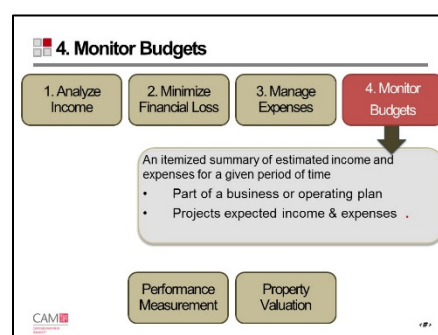 4. Monitor Budgets
1. Analyze
Income
2. Minimize
Financial Loss
3. Manage
Expenses
4. Monitor
Budgets
An itemized summary of estimated income and
expenses for a given period of time
• Part of a business or operating plan
• Projects expected income & expenses .
Performance
Measurement
Property
Valuation
CAM